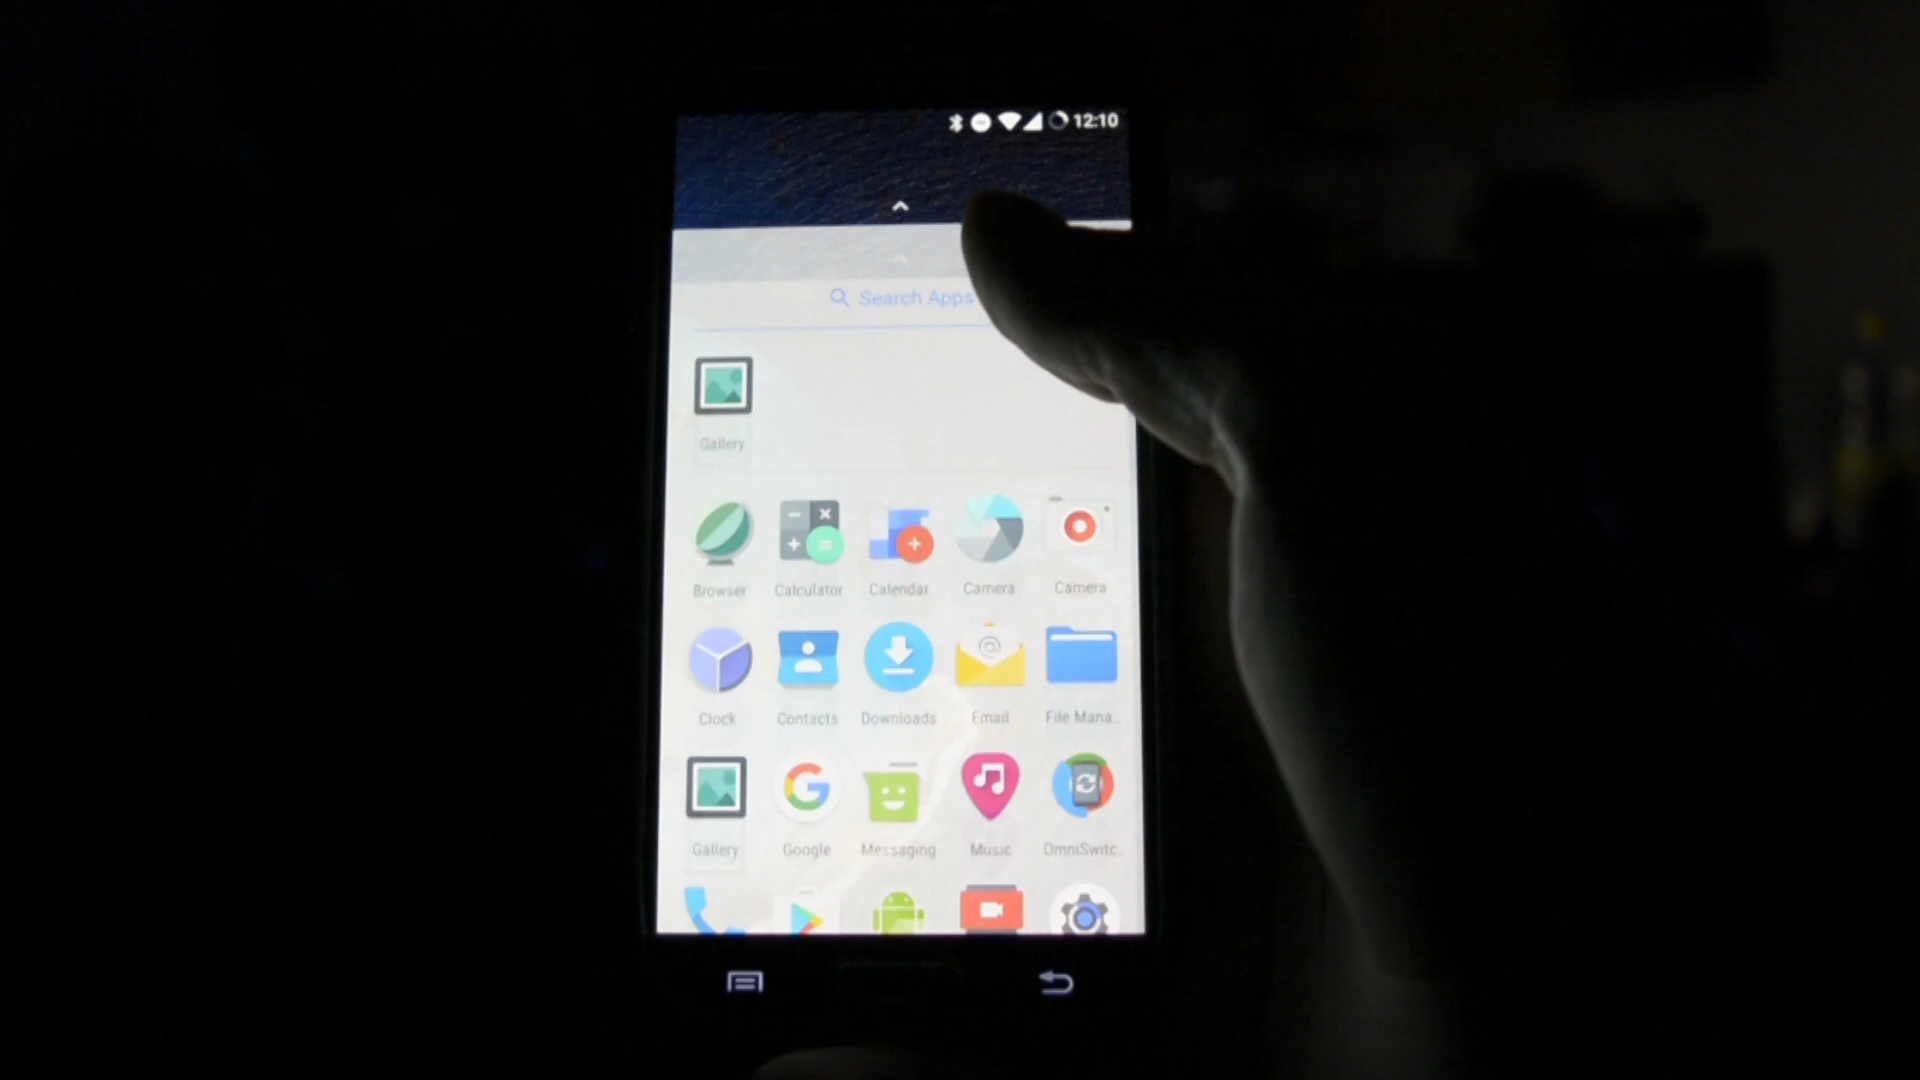 12:10
Search Apps
Gallery
Browser Calculator Calendar Camera Camera
Clock Contacts Downloads Email File Mana..
Gallery Google Messaging Music OmniSwitc..